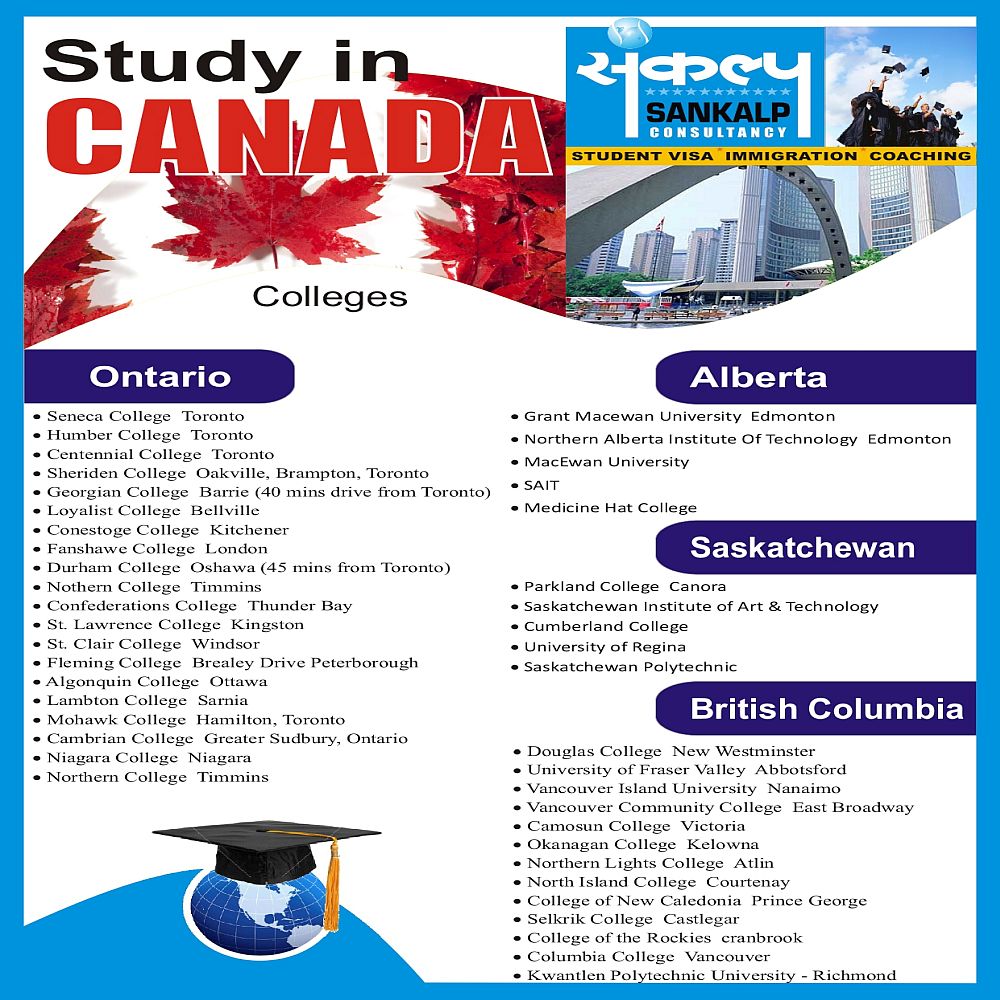 Study in
CANADA
Colleges
संकल्प
SANKALP
CONSULTANCY
STUDENT VISA IMMIGRATION COACHING
Ontario
• Seneca College Toronto
• Humber College Toronto
• Centennial College Toronto
• Sheriden College Oakville, Brampton, Toronto
• Georgian College Barrie (40 mins drive from Toronto)
• Loyalist College Bellville
• Conestoge College Kitchener
• Fanshawe College London
• Durham College Oshawa (45 mins from Toronto)
• Nothern College Timmins
• Confederations College Thunder Bay
• St. Lawrence College Kingston
• St. Clair College Windsor
• Fleming College Brealey Drive Peterborough
• Algonquin College Ottawa
• Lambton College Sarnia
• Mohawk College Hamilton, Toronto
• Cambrian College Greater Sudbury, Ontario
• Niagara College Niagara
• Northern College Timmins
Alberta
• Grant Macewan University Edmonton
• Northern Alberta Institute Of Technology Edmonton
• MacEwan University
• SAIT
• Medicine Hat College
Saskatchewan
• Parkland College Canora
• Saskatchewan Institute of Art & Technology
• Cumberland College
• University of Regina
• Saskatchewan Polytechnic
British Columbia
• Douglas College New Westminster
• University of Fraser Valley Abbotsford
• Vancouver Island University Nanaimo
• Vancouver Community College East Broadway
• Camosun College Victoria
• Okanagan College Kelowna
• Northern Lights College Atlin
• North Island College Courtenay
• College of New Caledonia Prince George
• Selkrik College Castlegar
• College of the Rockies cranbrook
• Columbia College Vancouver
• Kwantlen Polytechnic University - Richmond